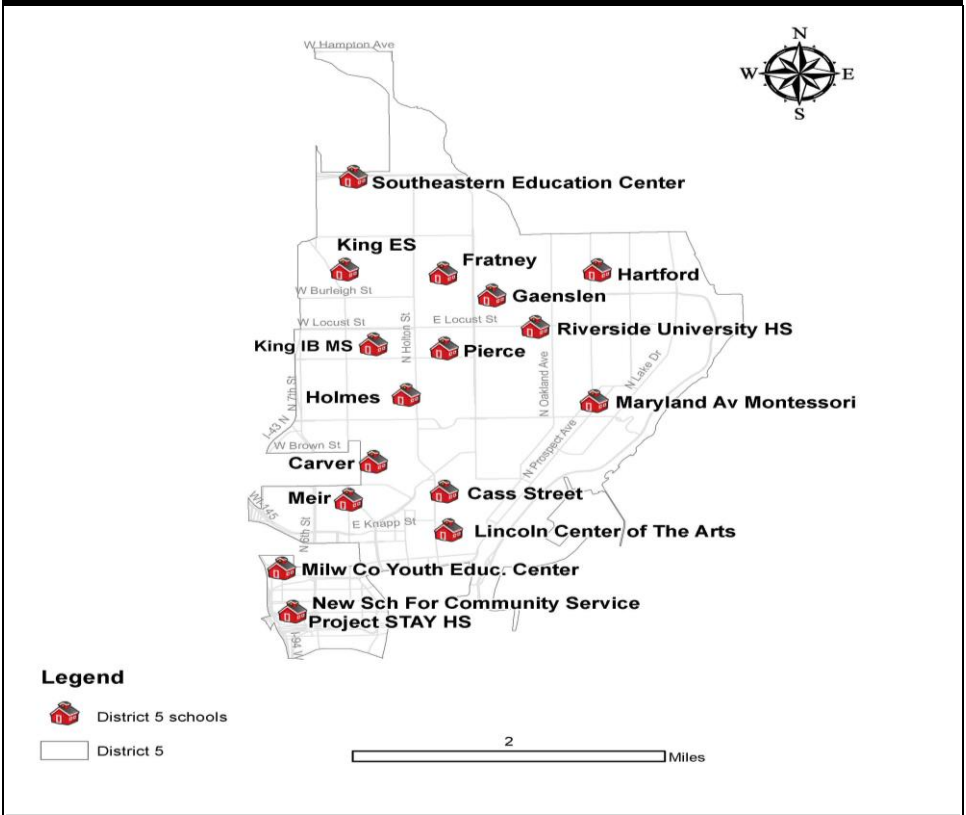 W Hampton Ave
N
W E
S
Southeastern Education Center
King ES
Fratney
Hartford
W Burleigh St
Gaenslen
W Locust St
E Locust St
Riverside University HS
King IB MS
N Holton St
Pierce
N Oakland Ave
N Lake Dr
N 7th St
Holmes
Maryland Av Montessori
I-43 N
W Brown St
N Prospect Ave
Carver
Cass Street
Meir
WI-145
N 6th St
E Knapp St
Lincoln Center of The Arts
Milw Co Youth Educ. Center
New Sch For Community Service
Project STAY HS
Legend
District 5 schools
District 5
2
Miles